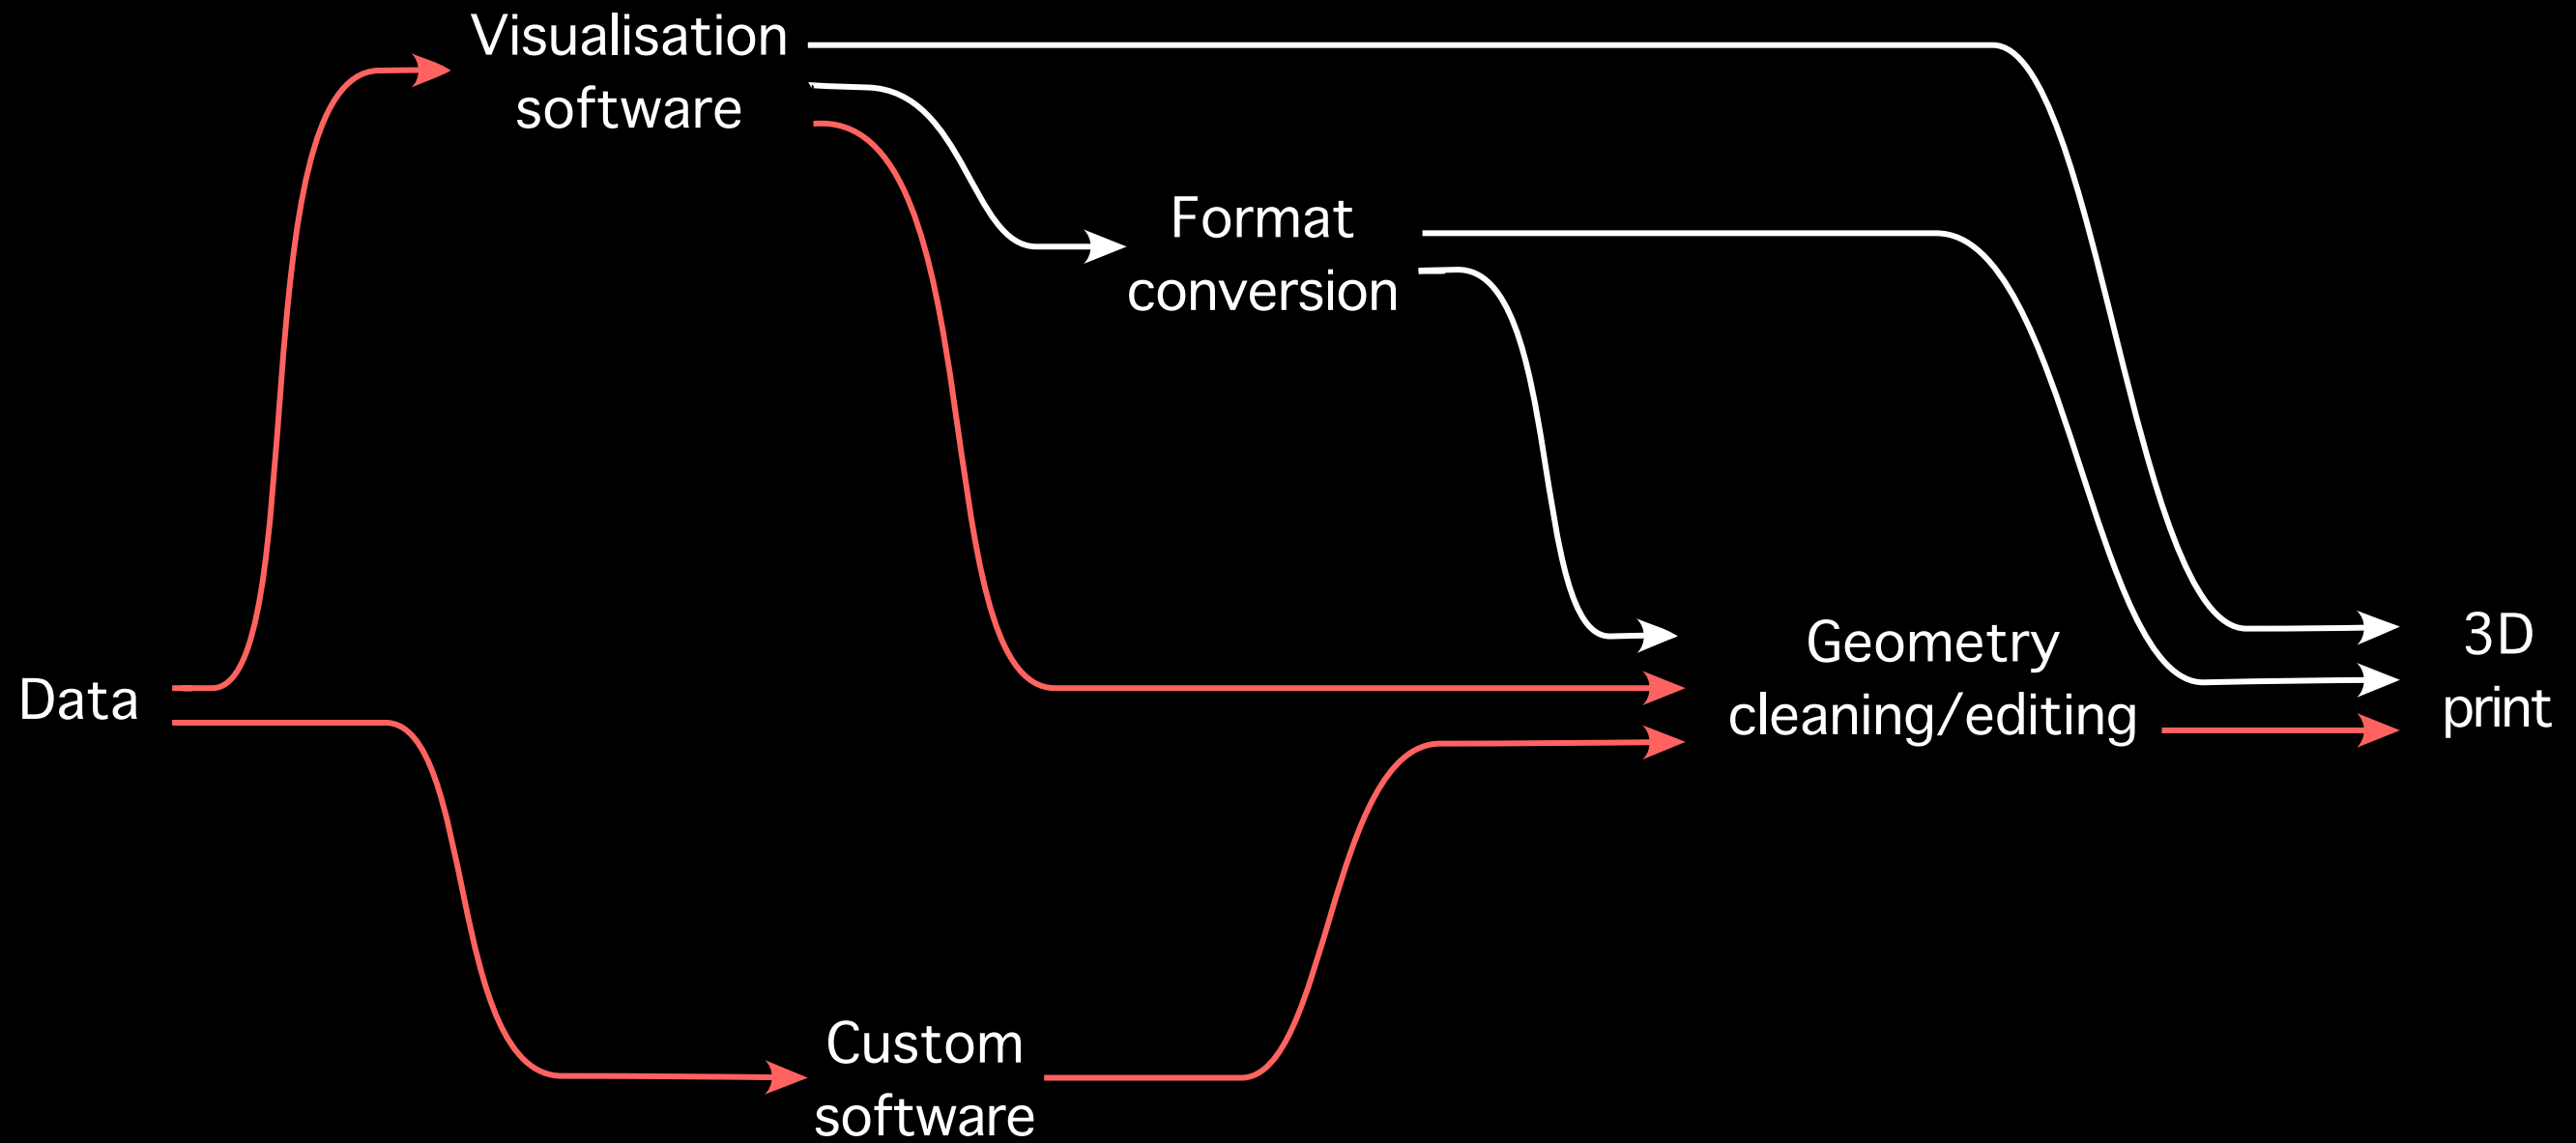 Visualisation
software
Format
conversion
Data
Geometry
cleaning/editing
3D
print
Custom
software